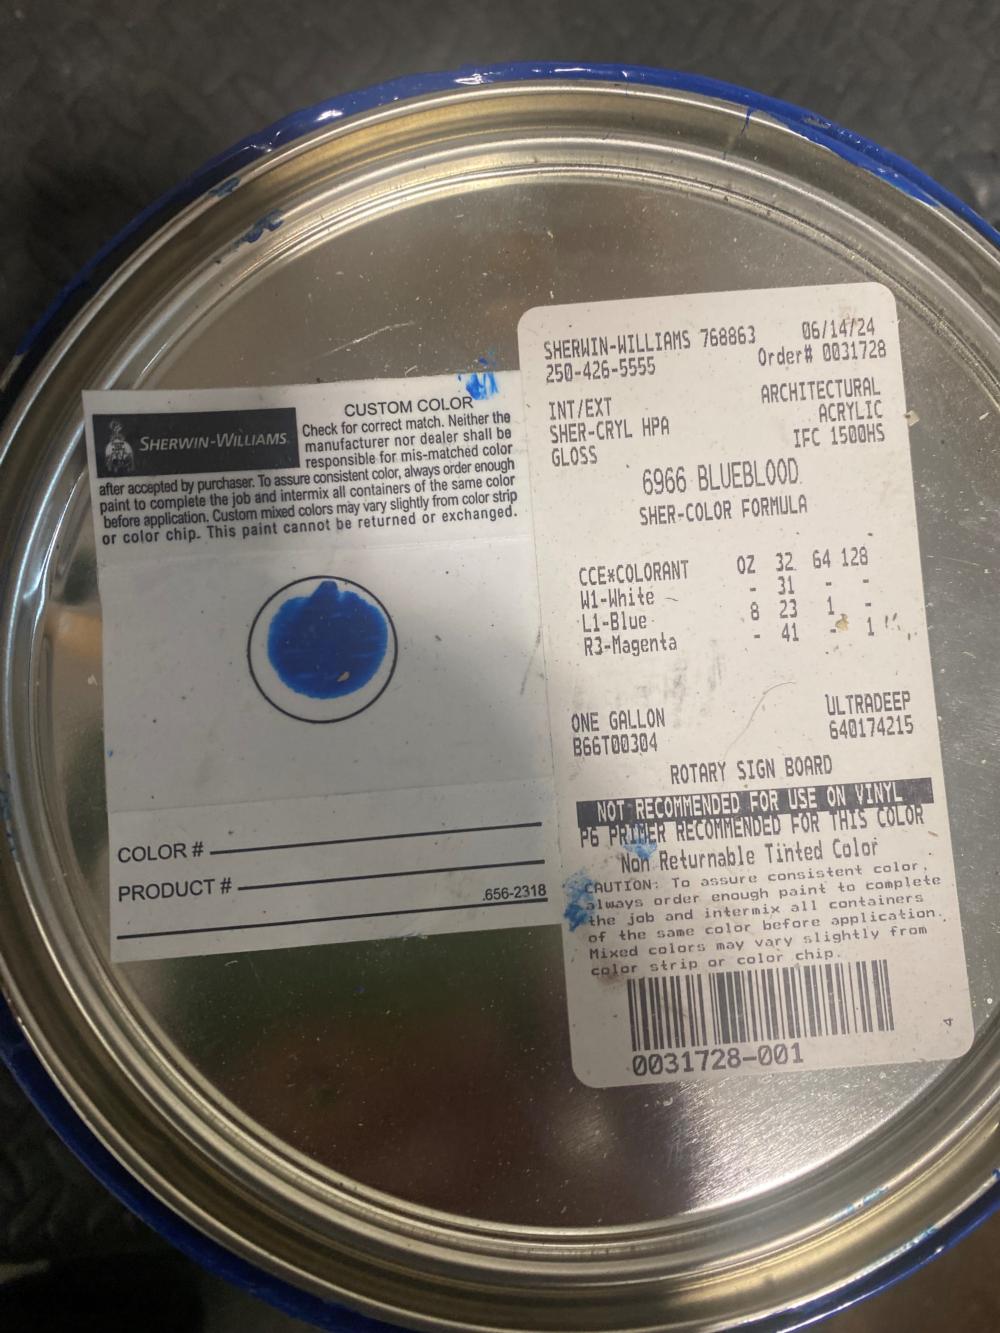 SHERWIN-WILLIAMS
CUSTOM COLOR
Check for correct match. Neither the
manufacturer nor dealer shall be
responsible for mis-matched color
after accepted by purchaser. To assure consistent color, always order enough
paint to complete the job and intermix all containers of the same color
before application. Custom mixed colors may vary slightly from color strip
or color chip. This paint cannot be returned or exchanged.
COLOR #
PRODUCT #
.656-2318
SHERWIN-WILLIAMS 768863 06/14/24
250-426-5555 Order# 0031728
INT/EXT ARCHITECTURAL
SHER-CRYL HPA ACRYLIC
GLOSS IFC 1500HS
6966 BLUEBLOOD
SHER-COLOR FORMULA
CCE*COLORANT OZ 32 64 128
W1-White - 31 - -
L1-Blue 8 23 1 -
R3-Magenta - 41 - 1
ONE GALLON ULTRADEEP
B66T00304 640174215
ROTARY SIGN BOARD
NOT RECOMMENDED FOR USE ON VINYL
P6 PRIMER RECOMMENDED FOR THIS COLOR
Non Returnable Tinted Color
CAUTION: To assure consistent color,
always order enough paint to complete
the job and intermix all containers
of the same color before application.
Mixed colors may vary slightly from
color strip or color chip.
0031728-001
4